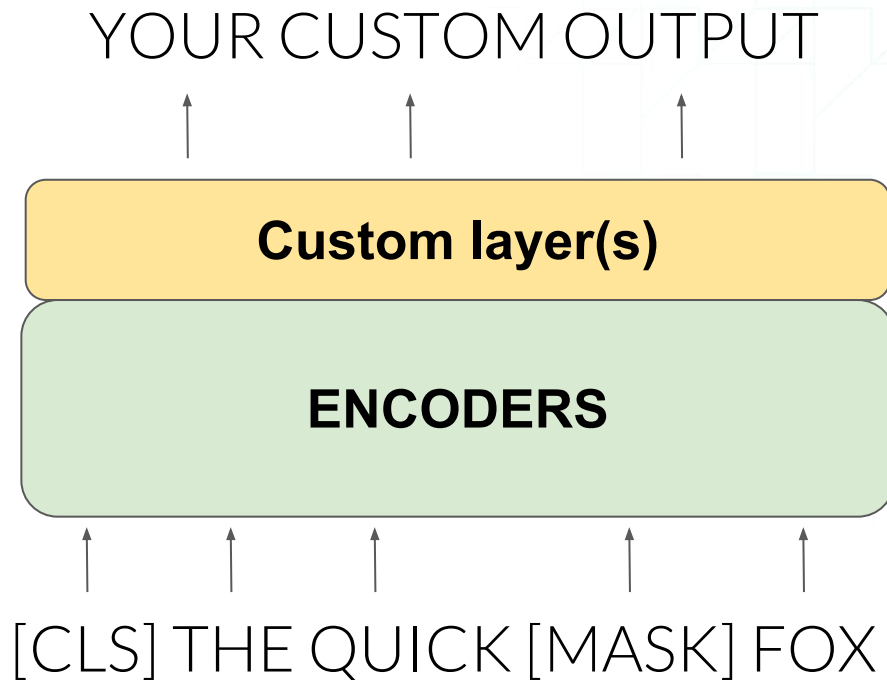 YOUR CUSTOM OUTPUT
Custom layer(s)
ENCODERS
[CLS] THE QUICK [MASK] FOX